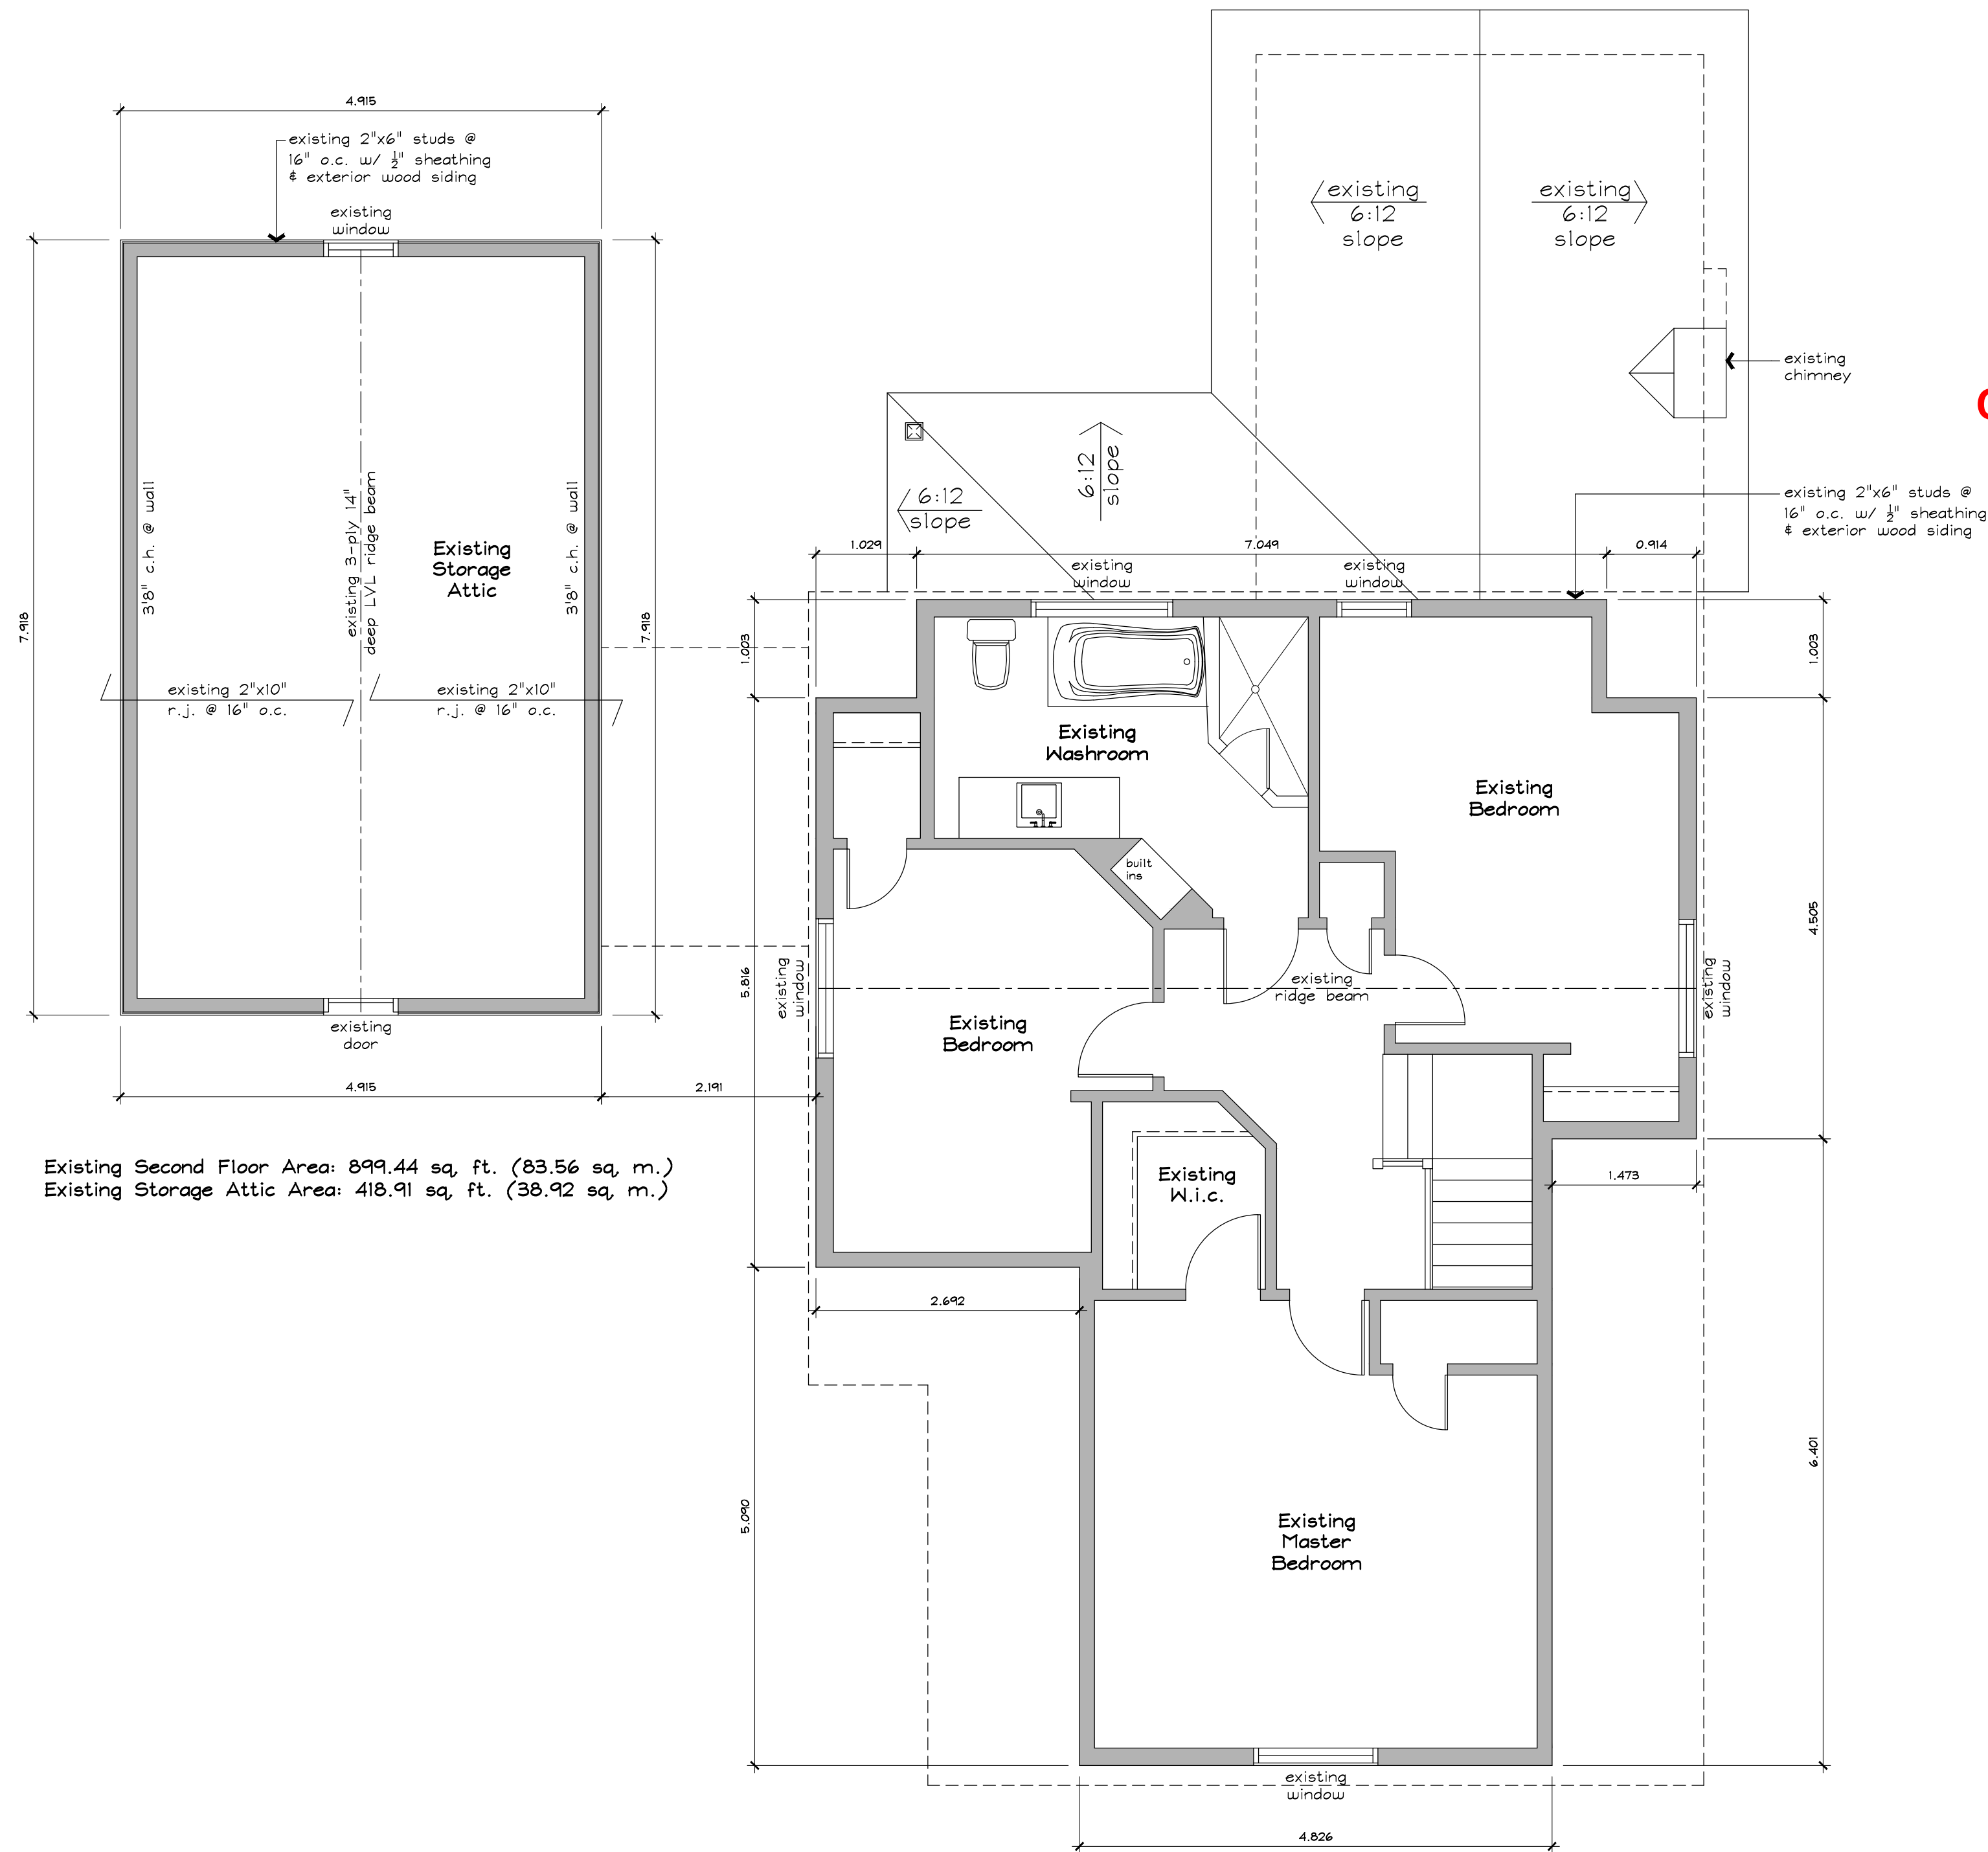 4.915
existing 2"x6" studs @
16" o.c. w/ ½" sheathing
& exterior wood siding
existing
window
7.918
3'8" c.h. @ wall
existing 3-ply 14"
deep LVL ridge beam
Existing
Storage
Attic
3'8" c.h. @ wall
7.918
existing 2"x10"
r.j. @ 16" o.c.
existing 2"x10"
r.j. @ 16" o.c.
existing
door
4.915
2.191
Existing Second Floor Area: 899.44 sq. ft. (83.56 sq. m.)
Existing Storage Attic Area: 418.91 sq. ft. (38.92 sq. m.)
existing
6:12
slope
existing
6:12
slope
existing
chimney
6:12
slope
6:12
slope
existing 2"x6" studs @
16" o.c. w/ ½" sheathing
& exterior wood siding
1.029
7.049
0.914
existing
window
existing
window
1.003
1.003
Existing
Washroom
Existing
Bedroom
built
ins
4.505
5.816
existing
window
existing
ridge beam
existing
window
Existing
Bedroom
Existing
W.i.c.
1.473
2.692
6.401
5.090
Existing
Master
Bedroom
existing
window
4.826